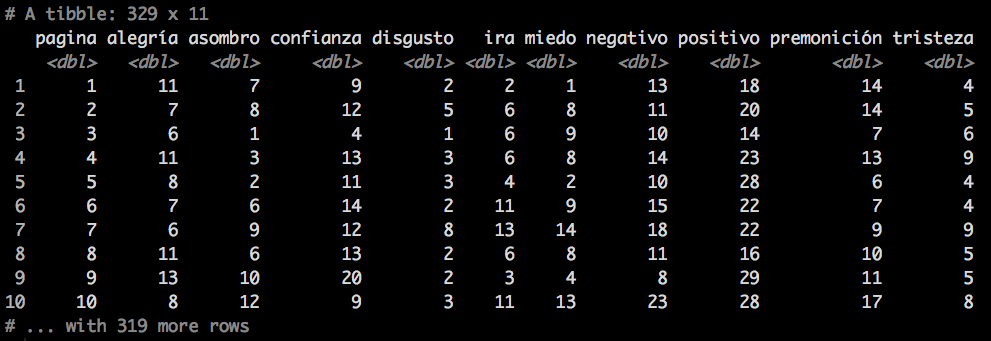 # A tibble: 329 x 11
pagina alegría asombro confianza disgusto ira miedo negativo positivo premonición tristeza
<dbl> <dbl> <dbl> <dbl> <dbl> <dbl> <dbl> <dbl> <dbl> <dbl> <dbl>
1 1 11 7 9 2 2 1 13 18 14 4
2 2 7 8 12 5 6 8 11 20 14 5
3 3 6 1 4 1 6 9 10 14 7 6
4 4 11 3 13 3 6 8 14 23 13 9
5 5 8 2 11 3 4 2 10 28 6 4
6 6 7 6 14 2 11 9 15 22 7 4
7 7 6 9 12 8 13 14 18 22 9 9
8 8 11 6 13 2 6 8 11 16 10 5
9 9 13 10 20 2 3 4 8 29 11 5
10 10 8 12 9 3 11 13 23 28 17 8
# ... with 319 more rows